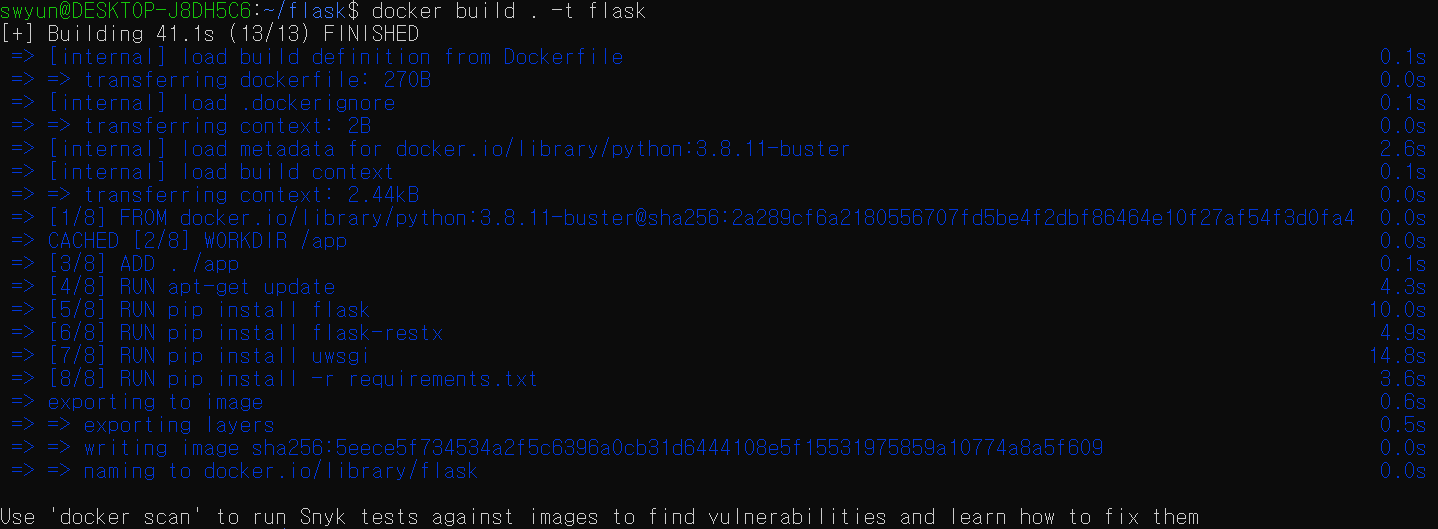 swyun@DESKTOP-J8DH5C6:~/flask$ docker build . -t flask
[+] Building 41.1s (13/13) FINISHED
=> [internal] load build definition from Dockerfile 0.1s
=> => transferring dockerfile: 270B 0.0s
=> [internal] load .dockerignore 0.1s
=> => transferring context: 2B 0.0s
=> [internal] load metadata for docker.io/library/python:3.8.11-buster 2.6s
=> [internal] load build context 0.1s
=> => transferring context: 2.44kB 0.0s
=> [1/8] FROM docker.io/library/python:3.8.11-buster@sha256:2a289cf6a2180556707fd5be4f2dbf86464e10f27af54f3d0fa4 0.0s
=> CACHED [2/8] WORKDIR /app 0.0s
=> [3/8] ADD . /app 0.1s
=> [4/8] RUN apt-get update 4.3s
=> [5/8] RUN pip install flask 10.0s
=> [6/8] RUN pip install flask-restx 4.9s
=> [7/8] RUN pip install uwsgi 14.8s
=> [8/8] RUN pip install -r requirements.txt 3.6s
=> exporting to image 0.6s
=> => exporting layers 0.5s
=> => writing image sha256:5eece5f734534a2f5c6396a0cb31d6444108e5f15531975859a10774a8a5f609 0.0s
=> => naming to docker.io/library/flask 0.0s
Use 'docker scan' to run Snyk tests against images to find vulnerabilities and learn how to fix them